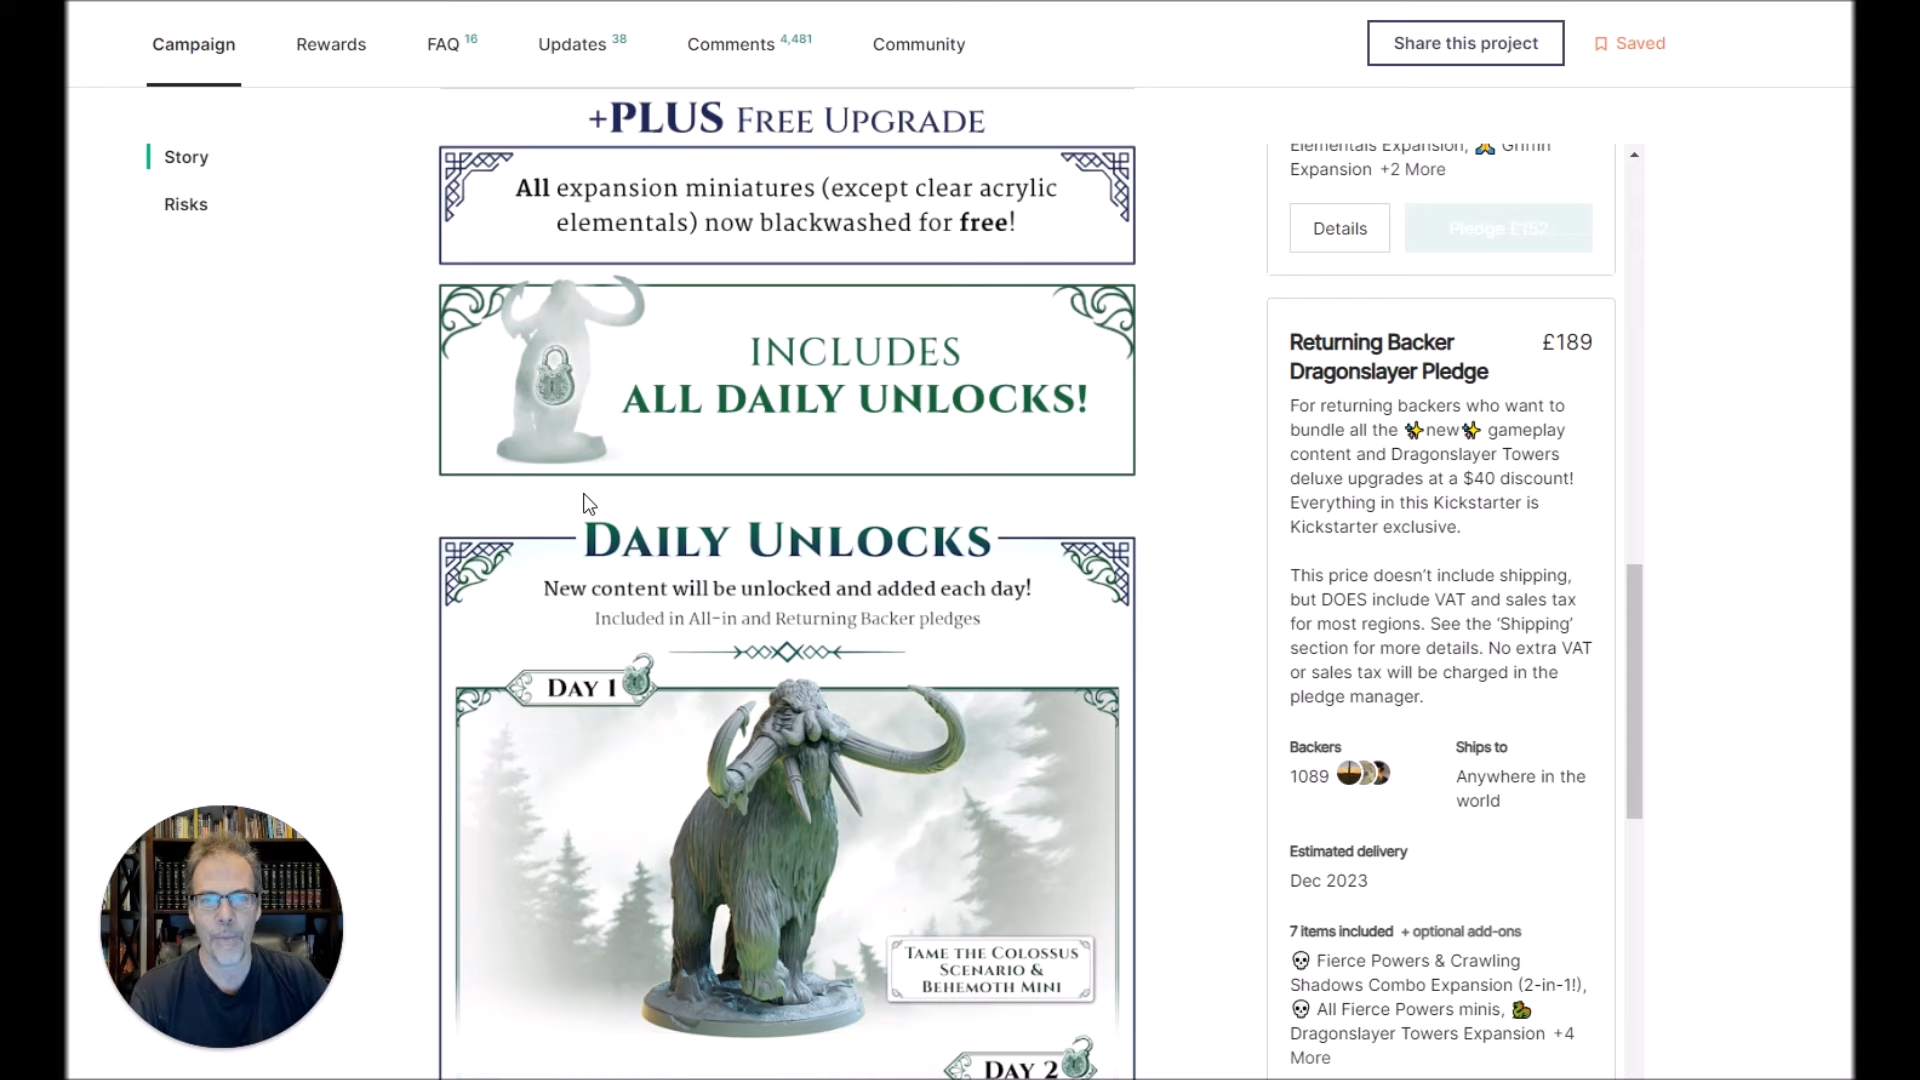 Campaign
Rewards
FAQ 16
Updates 38
Comments 4,481
Community
Share this project
Saved
Story
Risks
+PLUS FREE UPGRADE
All expansion miniatures (except clear acrylic
elementals) now blackwashed for free!
INCLUDES
ALL DAILY UNLOCKS!
DAILY UNLOCKS
New content will be unlocked and added each day!
Included in All-in and Returning Backer pledges
DAY 1
TAME THE COLOSSUS
SCENARIO &
BEHEMOTH MINI
DAY 2
Elementals Expansion, Griffin
Expansion +2 More
Details
Pledge £152
Returning Backer £189
Dragonslayer Pledge
For returning backers who want to
bundle all the ✨new✨ gameplay
content and Dragonslayer Towers
deluxe upgrades at a $40 discount!
Everything in this Kickstarter is
Kickstarter exclusive.
This price doesn't include shipping,
but DOES include VAT and sales tax
for most regions. See the 'Shipping'
section for more details. No extra VAT
or sales tax will be charged in the
pledge manager.
Backers
1089
Ships to
Anywhere in the
world
Estimated delivery
Dec 2023
7 items included + optional add-ons
💀 Fierce Powers & Crawling
Shadows Combo Expansion (2-in-1!),
💀 All Fierce Powers minis, 🐉
Dragonslayer Towers Expansion +4
More